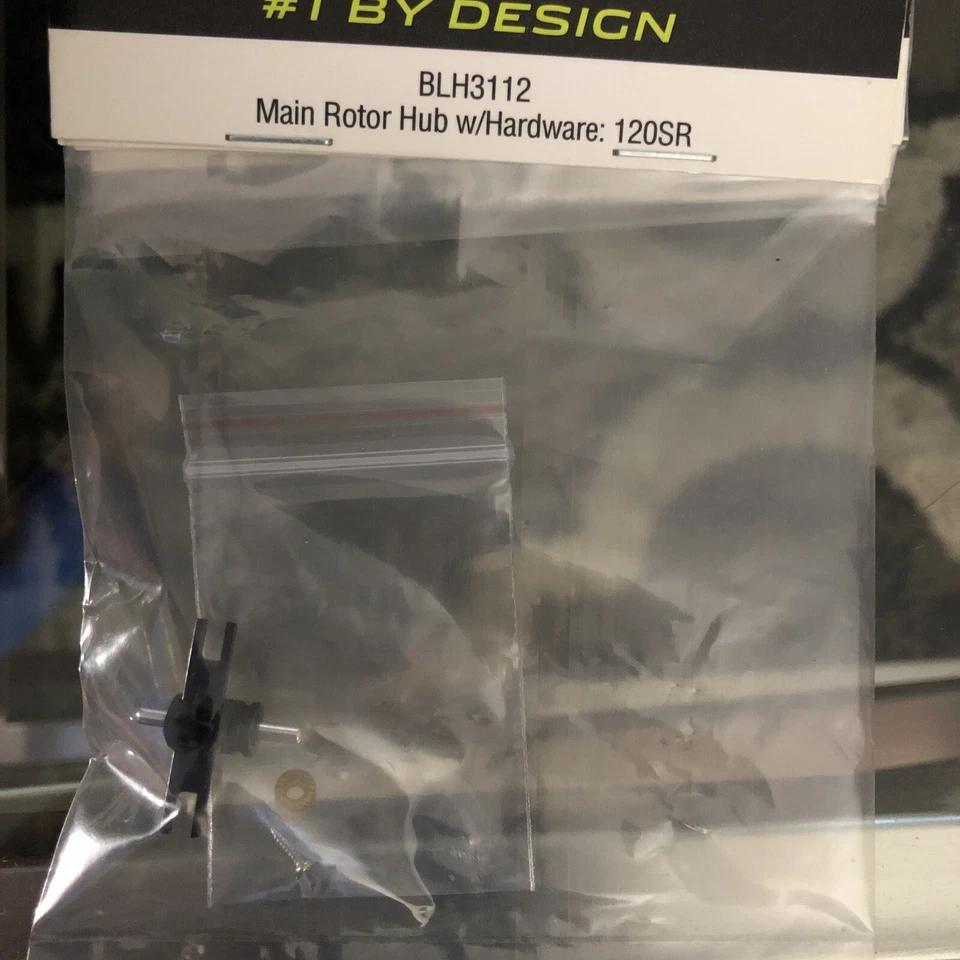 #1 BY DESIGN
BLH3112
Main Rotor Hub w/Hardware: 120SR